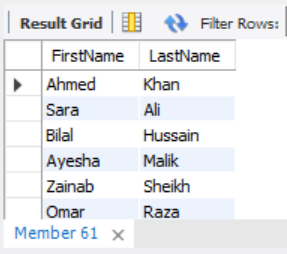 Result Grid Filter Rows:
FirstName LastName
Ahmed Khan
Sara Ali
Bilal Hussain
Ayesha Malik
Zainab Sheikh
Omar Raza
Member 61 ×